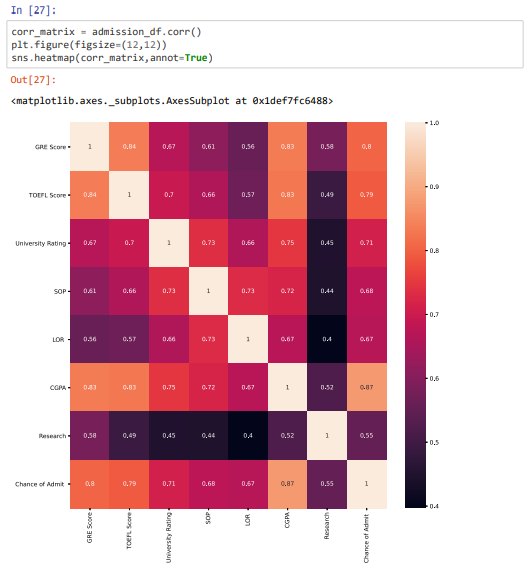 In [27]:
corr_matrix = admission_df.corr()
plt.figure(figsize=(12,12))
sns.heatmap(corr_matrix,annot=True)
Out[27]:
<matplotlib.axes._subplots.AxesSubplot at 0x1def7fc6488>
GRE Score 1 0.84 0.67 0.61 0.56 0.83 0.58 0.8
TOEFL Score 0.84 1 0.7 0.66 0.57 0.83 0.49 0.79
University Rating 0.67 0.7 1 0.73 0.66 0.75 0.45 0.71
SOP 0.61 0.66 0.73 1 0.73 0.72 0.44 0.68
LOR 0.56 0.57 0.66 0.73 1 0.67 0.4 0.67
CGPA 0.83 0.83 0.75 0.72 0.67 1 0.52 0.87
Research 0.58 0.49 0.45 0.44 0.4 0.52 1 0.55
Chance of Admit 0.8 0.79 0.71 0.68 0.67 0.87 0.55 1
GRE Score
TOEFL Score
University Rating
SOP
LOR
CGPA
Research
Chance of Admit
1.0
0.9
0.8
0.7
0.6
0.5
0.4